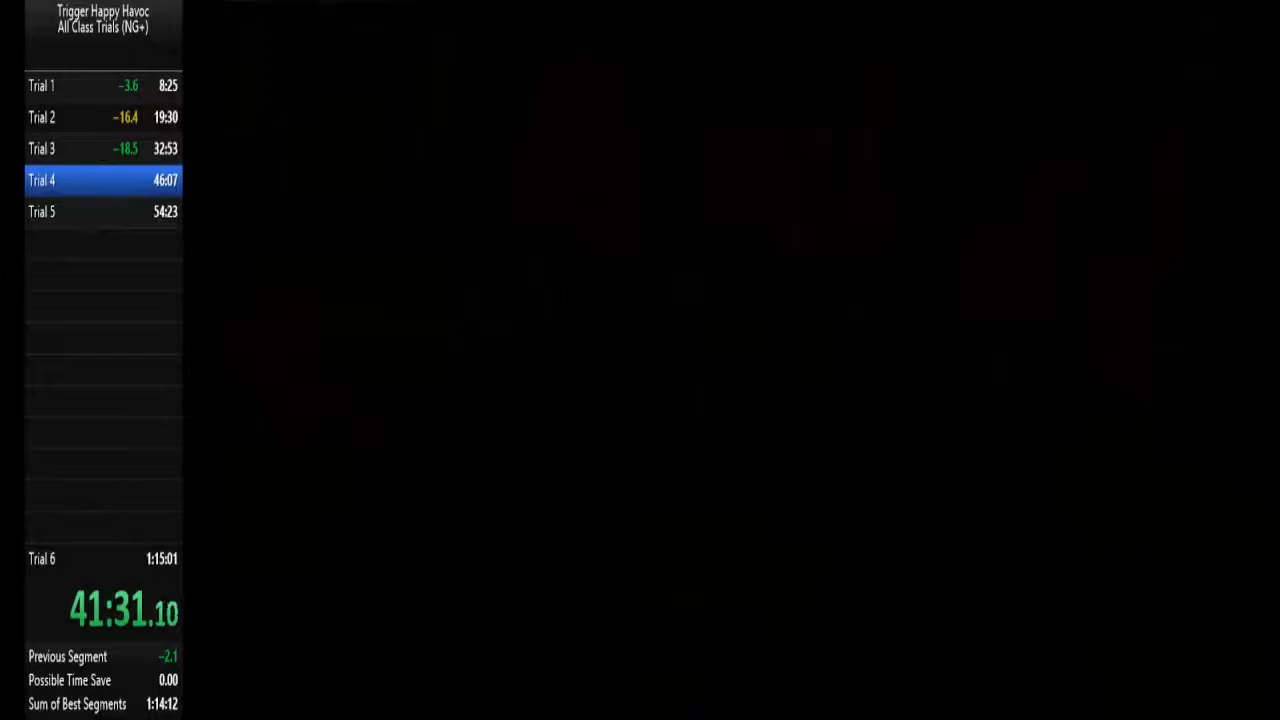 Trigger Happy Havoc
All Class Trials (NG+)
Trial 1 −3.6 8:25
Trial 2 −16.4 19:30
Trial 3 −18.5 32:53
Trial 4 46:07
Trial 5 54:23
Trial 6 1:15:01
41:31.10
Previous Segment −2.1
Possible Time Save 0.00
Sum of Best Segments 1:14:12